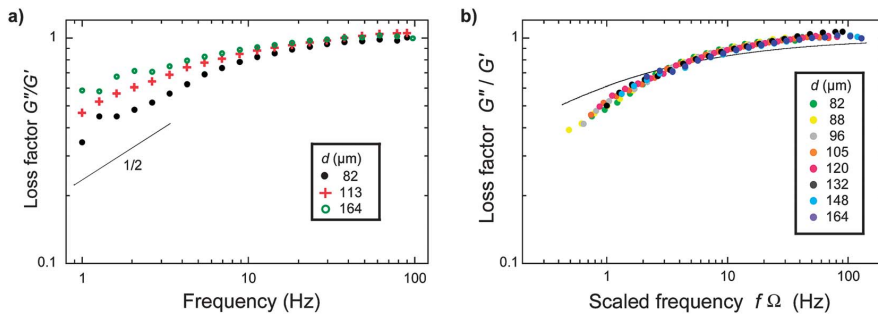 a)
Loss factor G''/G'
1
0.1
1/2
d (µm)
82
113
164
1
10
100
Frequency (Hz)
b)
Loss factor G'' / G'
1
0.1
d (µm)
82
88
96
105
120
132
148
164
1
10
100
Scaled frequency f Ω (Hz)